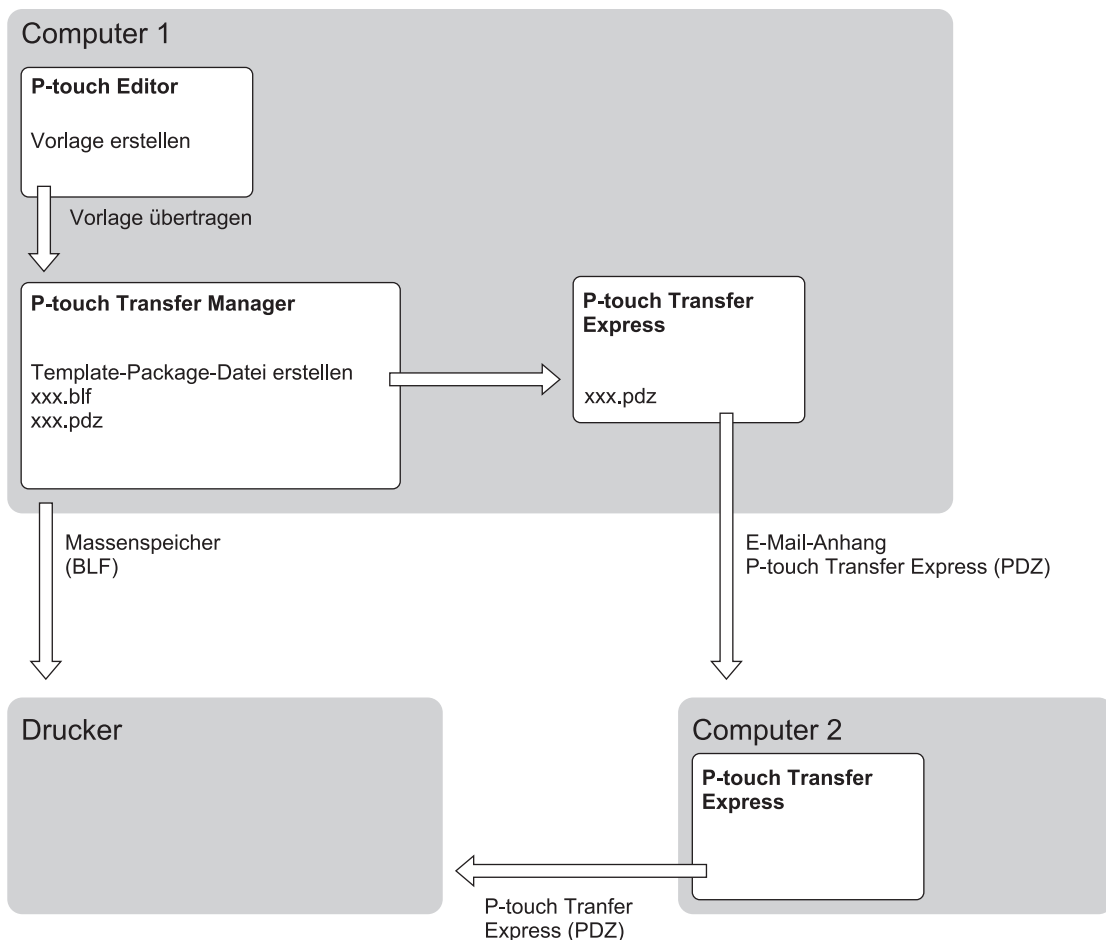 Computer 1
P-touch Editor
Vorlage erstellen
Vorlage übertragen
P-touch Transfer Manager
Template-Package-Datei erstellen
xxx.blf
xxx.pdz
P-touch Transfer
Express
xxx.pdz
Massenspeicher
(BLF)
E-Mail-Anhang
P-touch Transfer Express (PDZ)
Drucker
Computer 2
P-touch Transfer
Express
P-touch Tranfer
Express (PDZ)